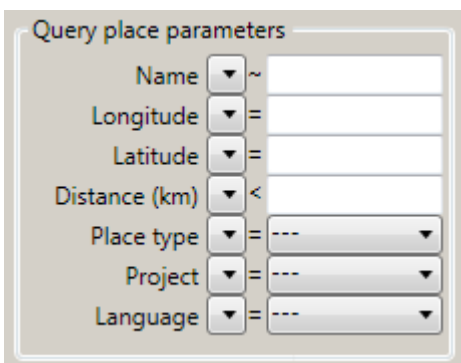 Query place parameters
Name ~
Longitude =
Latitude =
Distance (km) <
Place type = ---
Project = ---
Language = ---